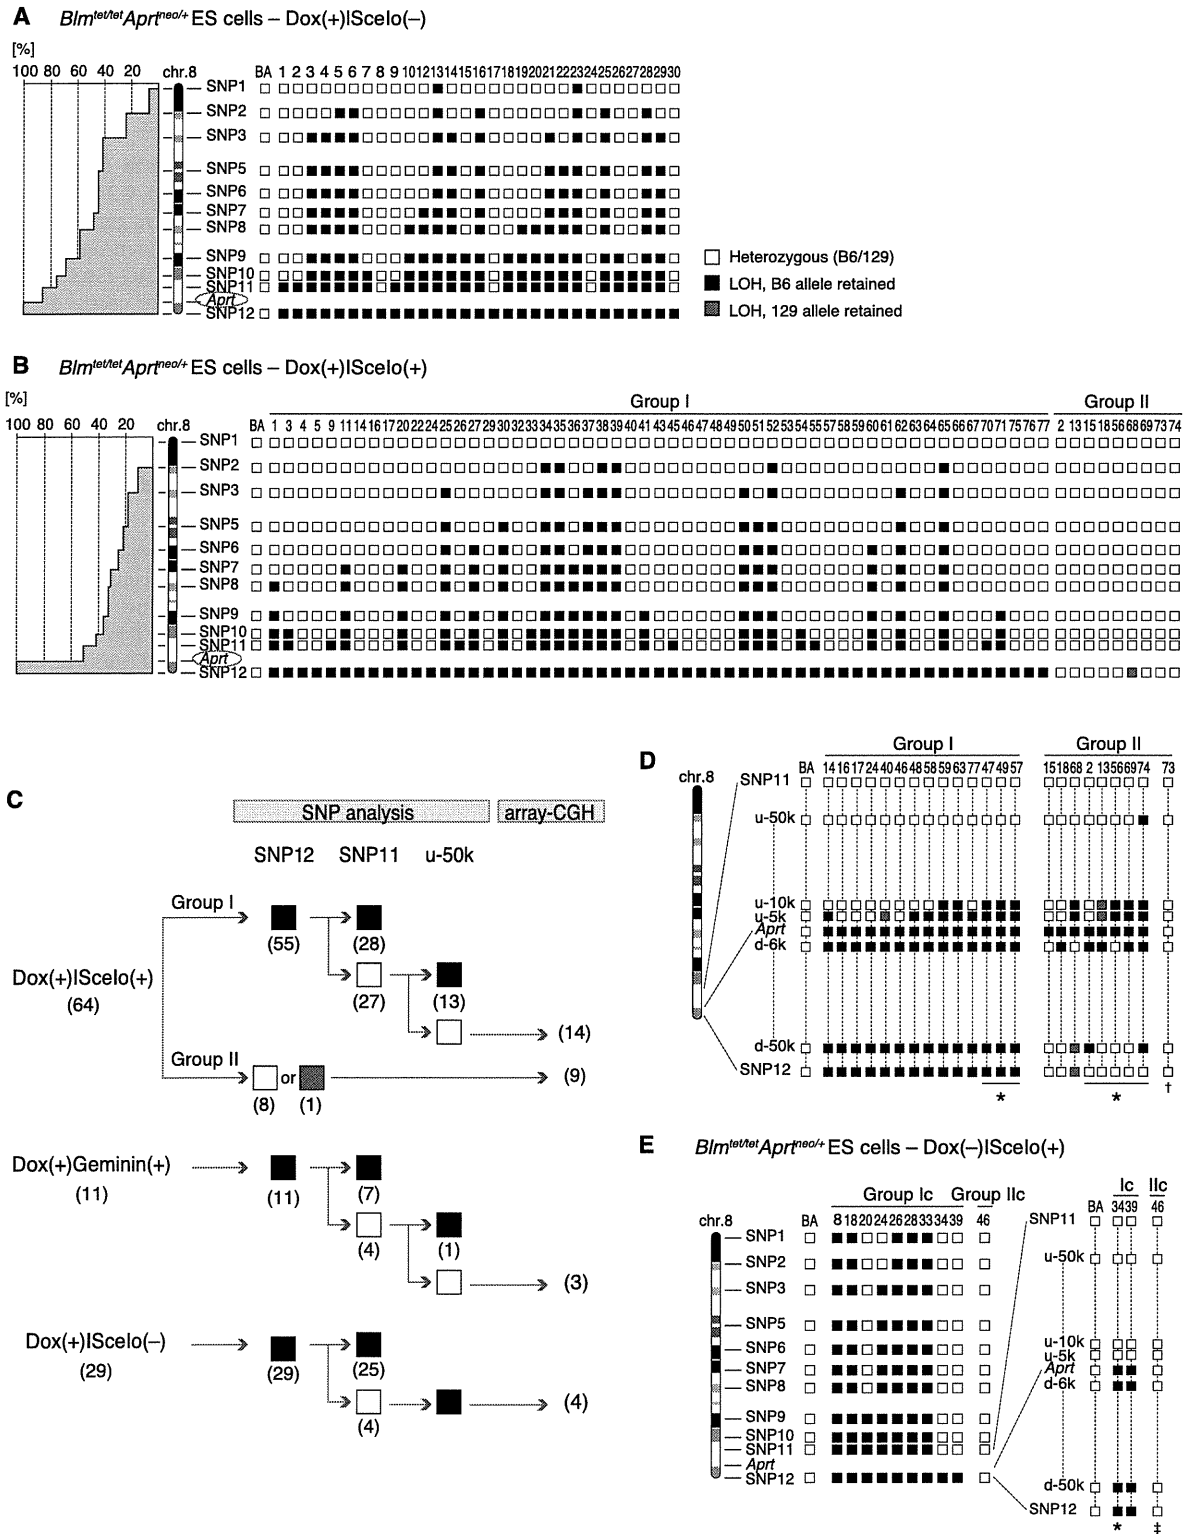 A Blm^tet/tet Aprt^neo/+ ES cells – Dox(+)ISceIo(–)
[%]
100 80 60 40 20 chr.8 BA 1 2 3 4 5 6 7 8 9 10 11 12 13 14 15 16 17 18 19 20 21 22 23 24 25 26 27 28 29 30
SNP1
SNP2
SNP3
SNP5
SNP6
SNP7
SNP8
SNP9
SNP10
SNP11
Aprt
SNP12
Heterozygous (B6/129)
LOH, B6 allele retained
LOH, 129 allele retained
B Blm^tet/tet Aprt^neo/+ ES cells – Dox(+)ISceIo(+)
[%]
Group I Group II
100 80 60 40 20 chr.8 BA 1 3 4 5 9 11 14 16 17 20 22 23 24 25 26 27 28 30 32 33 34 35 36 37 38 39 40 41 43 45 46 47 48 49 50 51 52 53 54 55 57 58 59 60 61 62 63 64 65 66 67 70 71 75 76 77 2 13 15 18 56 68 69 73 74
SNP1
SNP2
SNP3
SNP5
SNP6
SNP7
SNP8
SNP9
SNP10
SNP11
Aprt
SNP12
C
SNP analysis array-CGH
SNP12 SNP11 u-50k
Group I
(55) (28)
Dox(+)ISceIo(+)
(64)
(27) (13)
(14)
Group II
or
(9)
(8) (1)
Dox(+)Geminin(+)
(11)
(11) (7)
(4) (1)
(3)
Dox(+)ISceIo(–)
(29)
(29) (25)
(4)
(4)
D
Group I Group II
chr.8 BA 14 16 17 24 40 46 48 58 59 63 77 47 49 57 15 18 68 2 13 56 69 74 73
SNP11
u-50k
u-10k
u-5k
Aprt
d-6k
d-50k
SNP12
* * †
E Blm^tet/tet Aprt^neo/+ ES cells – Dox(–)ISceIo(+)
Group Ic Group IIc
chr.8 BA 8 18 20 24 26 28 33 34 39 46
SNP1
SNP2
SNP3
SNP5
SNP6
SNP7
SNP8
SNP9
SNP10
SNP11
Aprt
SNP12
Ic IIc
BA 34 39 46
SNP11
u-50k
u-10k
u-5k
Aprt
d-6k
d-50k
SNP12
* ‡